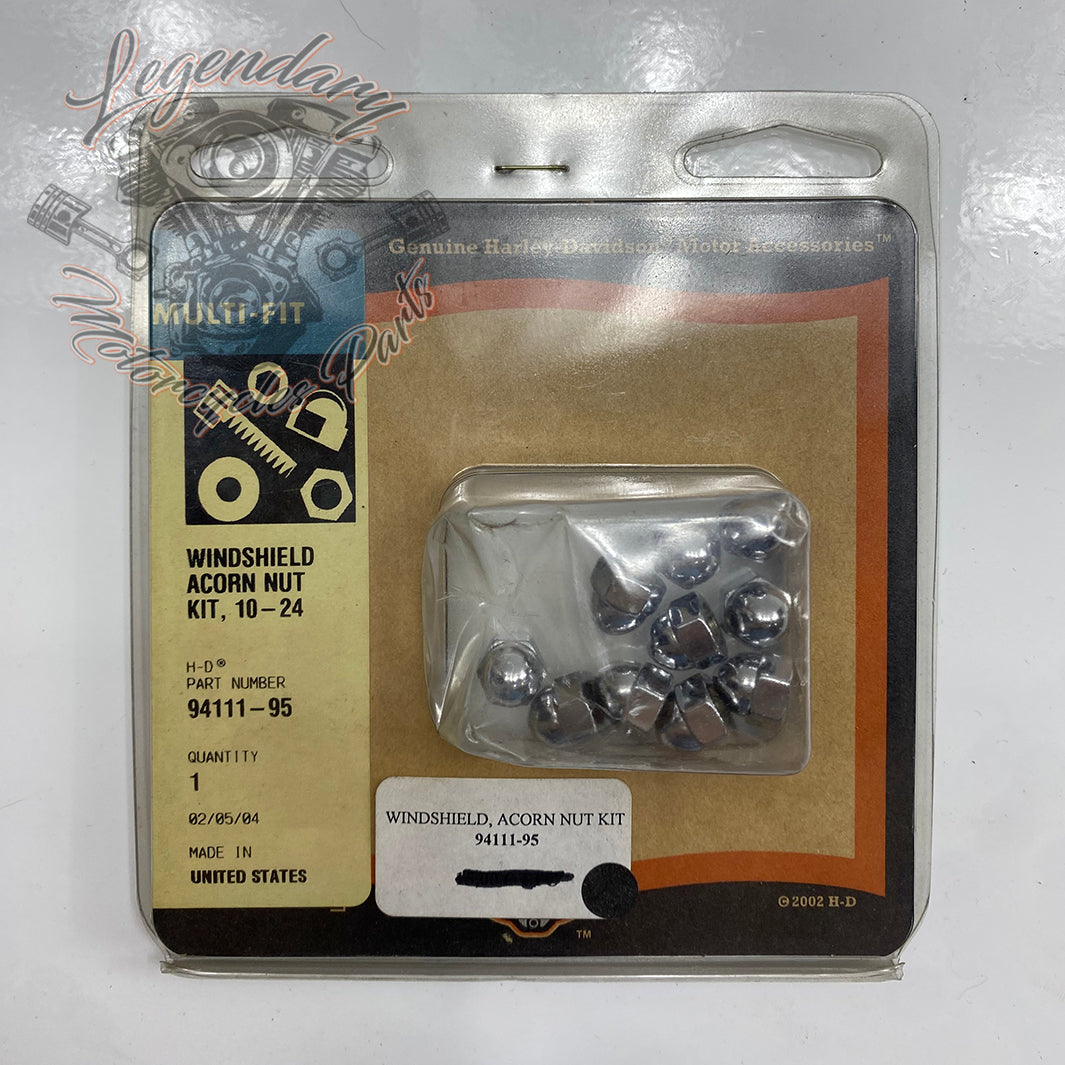 Legendary
Motorcycles Parts
Genuine Harley-Davidson Motor Accessories™
MULTI-FIT
WINDSHIELD
ACORN NUT
KIT, 10-24
H-D®
PART NUMBER
94111-95
QUANTITY
1
02/05/04
MADE IN
UNITED STATES
WINDSHIELD, ACORN NUT KIT
94111-95
© 2002 H-D
TM